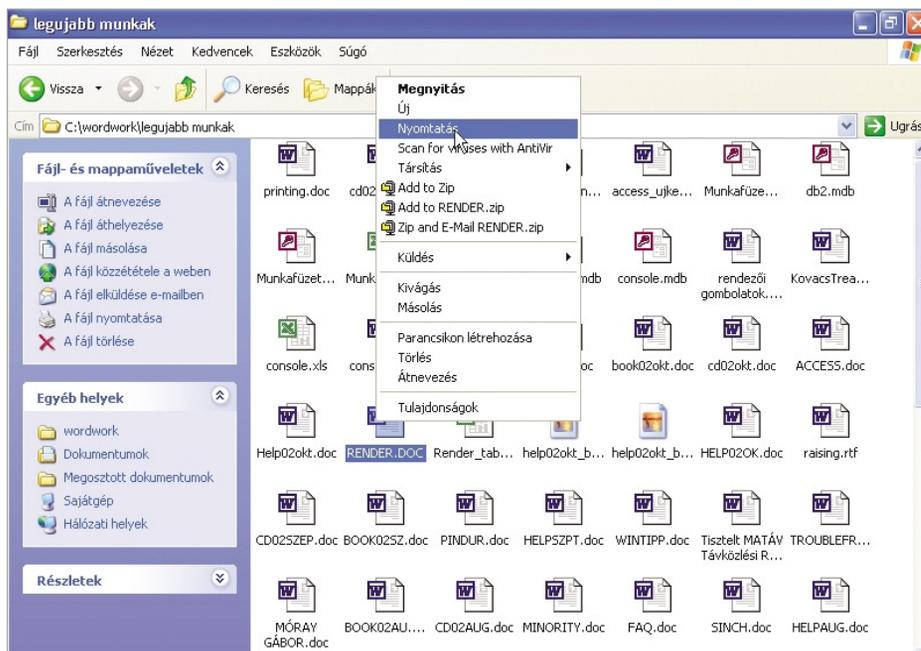 legujabb munkak
Fájl Szerkesztés Nézet Kedvencek Eszközök Súgó
Vissza Keresés Mappák
Cím C:\wordwork\legujabb munkak Ugrás
Megnyitás
Új
Nyomtatás
Scan for viruses with AntiVir
Társítás
Add to Zip
Add to RENDER.zip
Zip and E-Mail RENDER.zip
Küldés
Kivágás
Másolás
Parancsikon létrehozása
Törlés
Átnevezés
Tulajdonságok
Fájl- és mappaműveletek
A fájl átnevezése
A fájl áthelyezése
A fájl másolása
A fájl közzététele a weben
A fájl elküldése e-mailben
A fájl nyomtatása
A fájl törlése
Egyéb helyek
wordwork
Dokumentumok
Megosztott dokumentumok
Sajátgép
Hálózati helyek
Részletek
printing.doc cd02 n... access_ujke... Munkafüze... db2.mdb
Munkafüzet... Munk mdb console.mdb rendezői KovacsTrea...
gombolatok....
console.xls cons oc book02okt.doc cd02okt.doc ACCESS.doc
Help02okt.doc RENDER.DOC Render_tab... help02okt_b... help02okt_b... HELP02OK.doc raising.rtf
CD02SZEP.doc BOOK02SZ.doc PINDUR.doc HELPSZPT.doc WINTIPP.doc Tisztelt MATÁV TROUBLEFR...
Távközlési R...
MÓRAY BOOK02AU.... CD02AUG.doc MINORITY.doc FAQ.doc SINCH.doc HELPAUG.doc
GÁBOR.doc